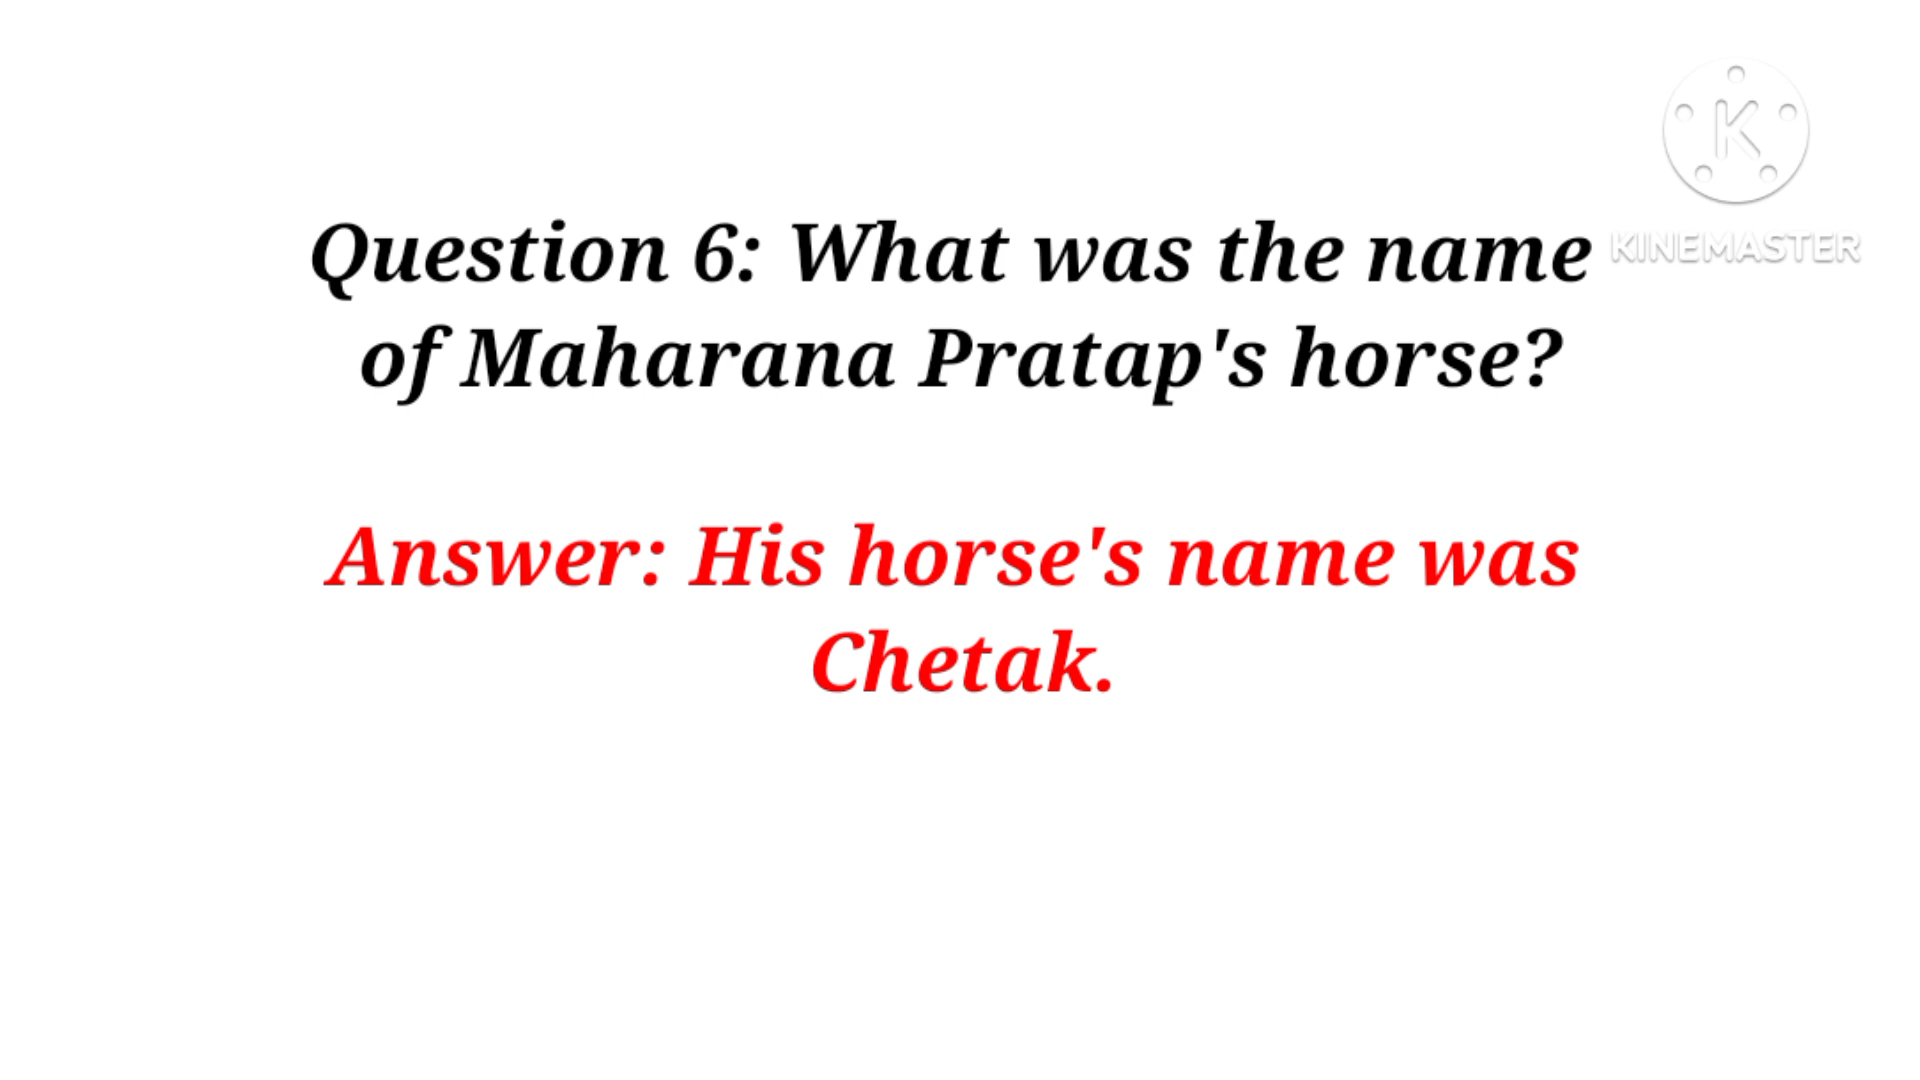 K
KINEMASTER
Question 6: What was the name
of Maharana Pratap's horse?
Answer: His horse's name was
Chetak.